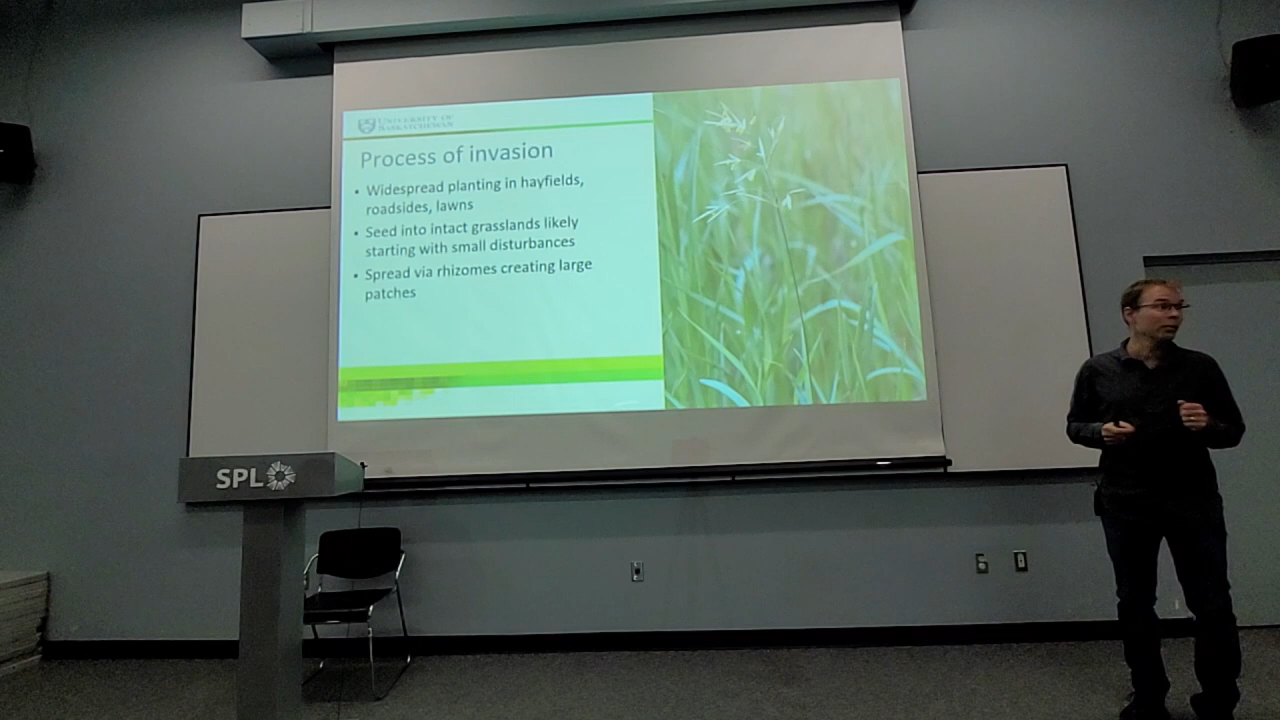 UNIVERSITY OF
SASKATCHEWAN
Process of invasion
• Widespread planting in hayfields,
roadsides, lawns
• Seed into intact grasslands likely
starting with small disturbances
• Spread via rhizomes creating large
patches
SPL